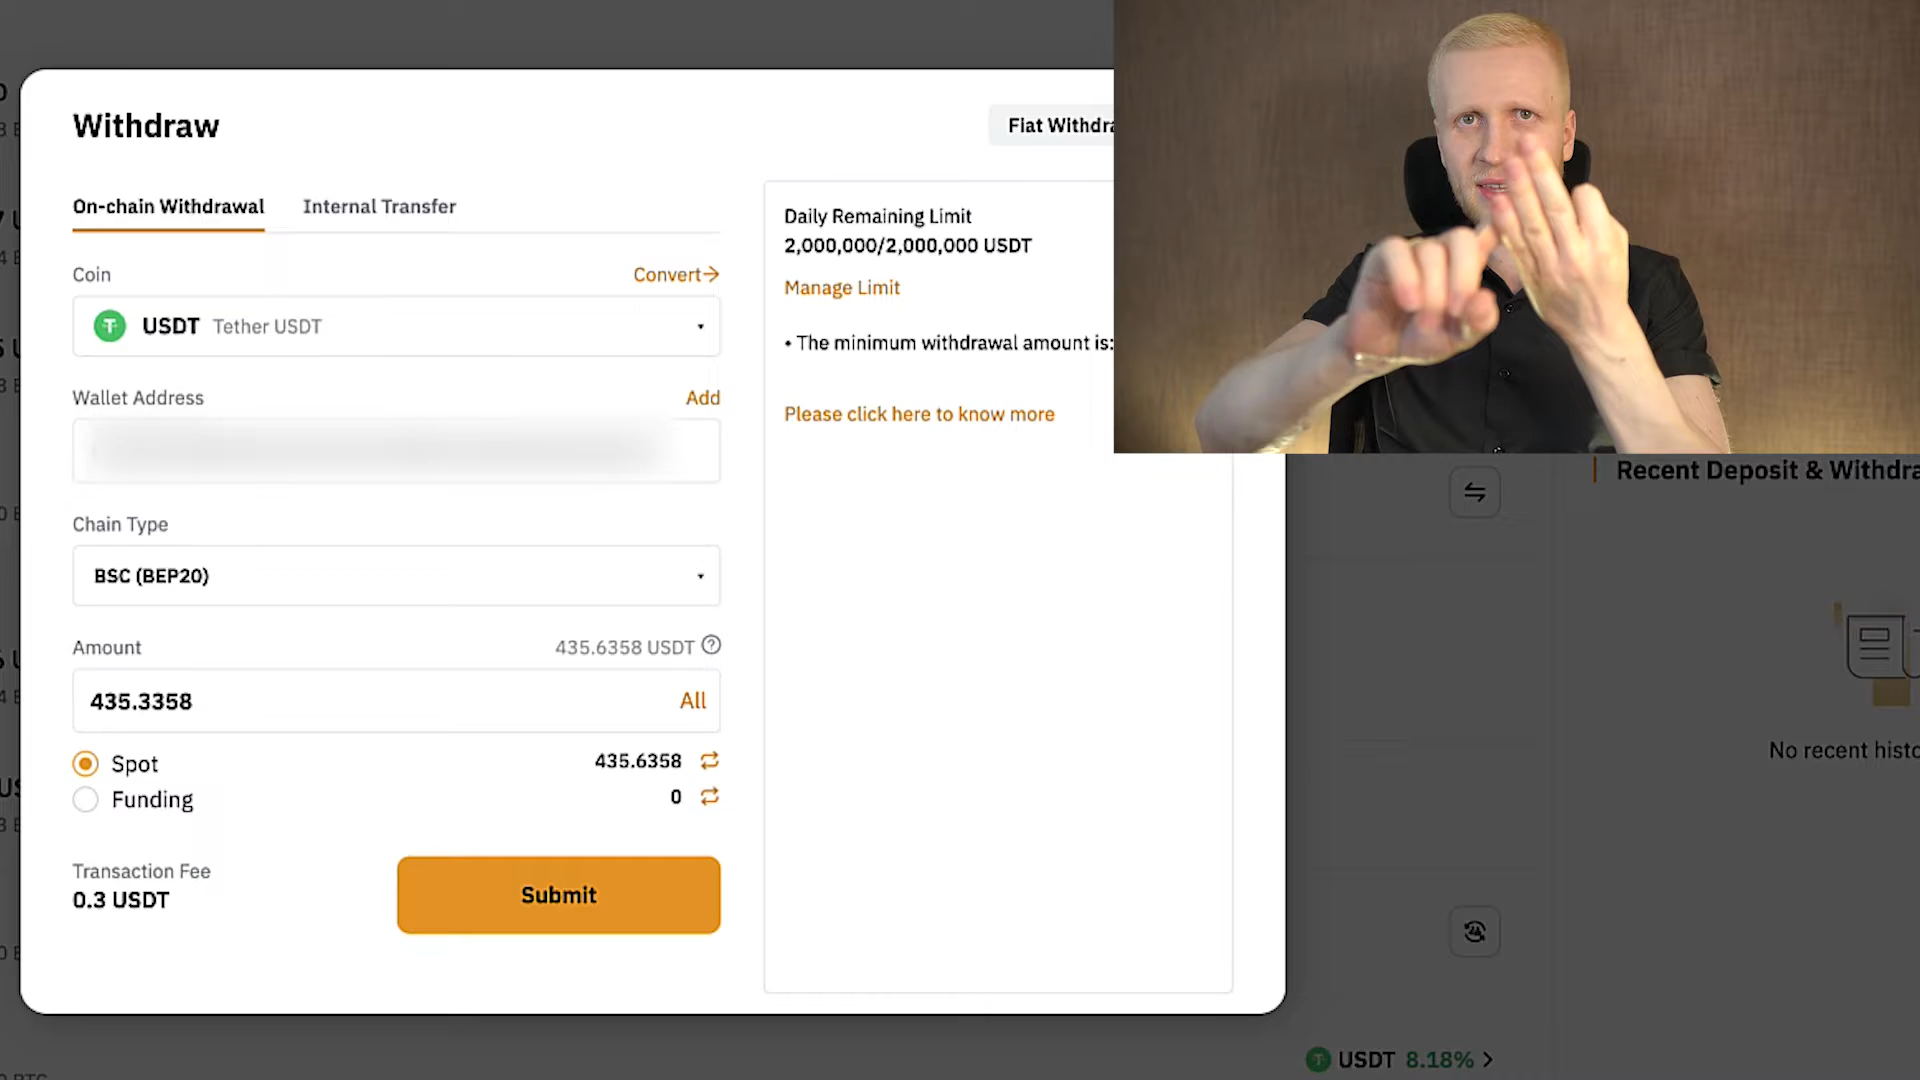 Withdraw
Fiat Withdra
On-chain Withdrawal Internal Transfer
Coin Convert
USDT Tether USDT
Wallet Address Add
Chain Type
BSC (BEP20)
Amount 435.6358 USDT
435.3358 All
Spot 435.6358
Funding 0
Transaction Fee
0.3 USDT
Submit
Daily Remaining Limit
2,000,000/2,000,000 USDT
Manage Limit
• The minimum withdrawal amount is:
Please click here to know more
Recent Deposit & Withdra
No recent histo
USDT 8.18%